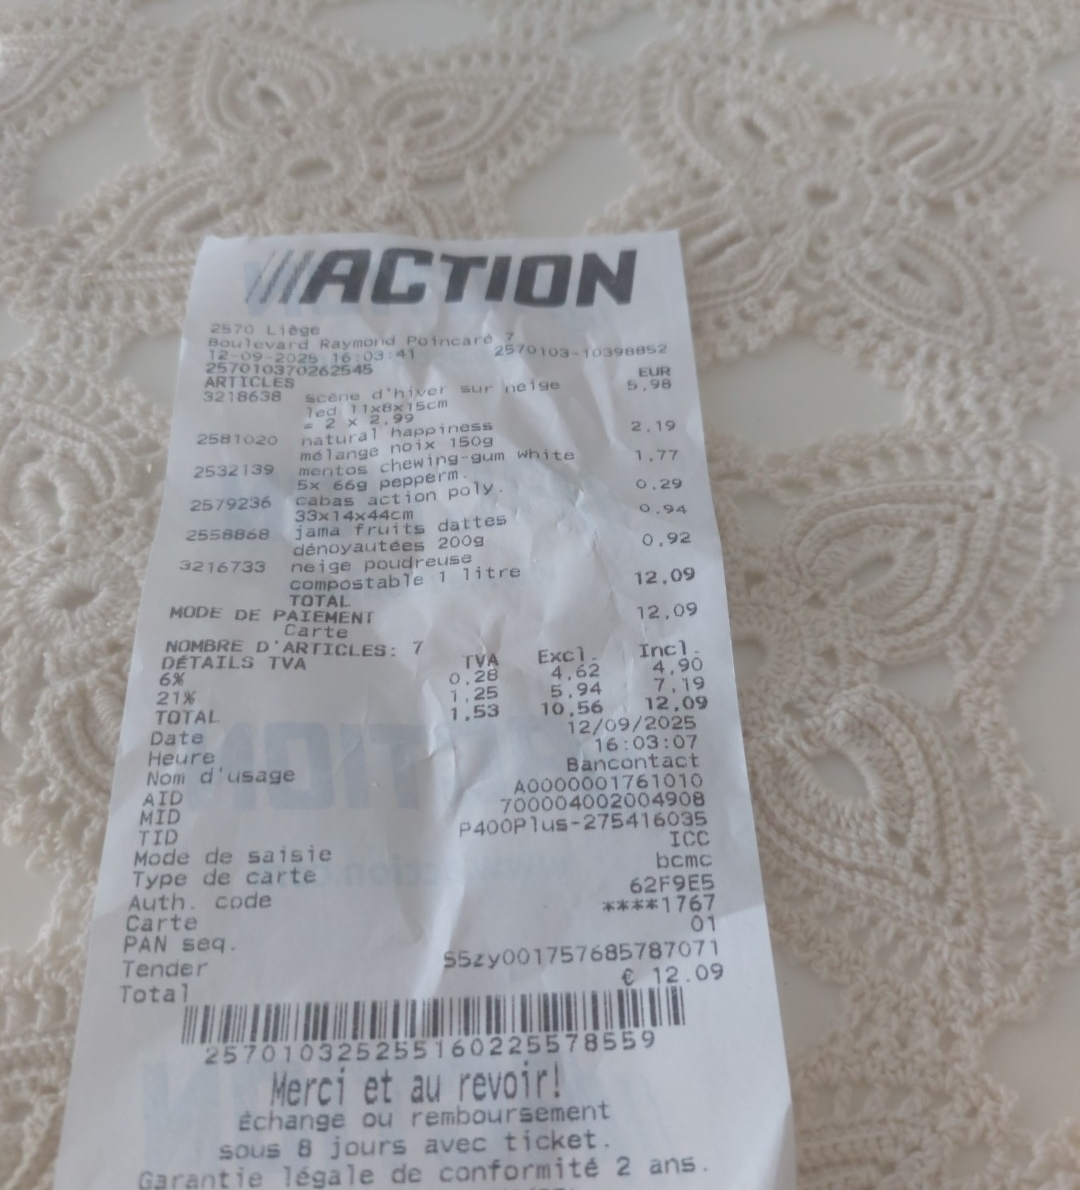 ACTION
2570 Liège
Boulevard Raymond Poincaré 7
12-09-2025 16:03:41 2570103-10398852
257010370262545
ARTICLES EUR
3218638 scène d'hiver sur neige 5,98
led 11x8x15cm
= 2 x 2,99
2581020 natural happiness 2,19
mélange noix 150g
2532139 mentos chewing-gum white 1,77
5x 66g pepperm.
2579236 cabas action poly. 0,29
33x14x44cm
2558868 jama fruits dattes 0,94
dénoyautées 200g
3216733 neige poudreuse 0,92
compostable 1 litre
TOTAL 12,09
MODE DE PAIEMENT
Carte 12,09
NOMBRE D'ARTICLES: 7
DÉTAILS TVA TVA Excl. Incl.
6% 0,28 4,62 4,90
21% 1,25 5,94 7,19
TOTAL 1,53 10,56 12,09
Date 12/09/2025
Heure 16:03:07
Nom d'usage Bancontact
AID A0000001761010
MID 700004002004908
TID P400Plus-275416035
Mode de saisie ICC
Type de carte bcmc
Auth. code 62F9E5
Carte ****1767
PAN seq. 01
Tender S5zy001757685787071
Total € 12.09
257010325255160225578559
Merci et au revoir!
Échange ou remboursement
sous 8 jours avec ticket.
Garantie légale de conformité 2 ans.